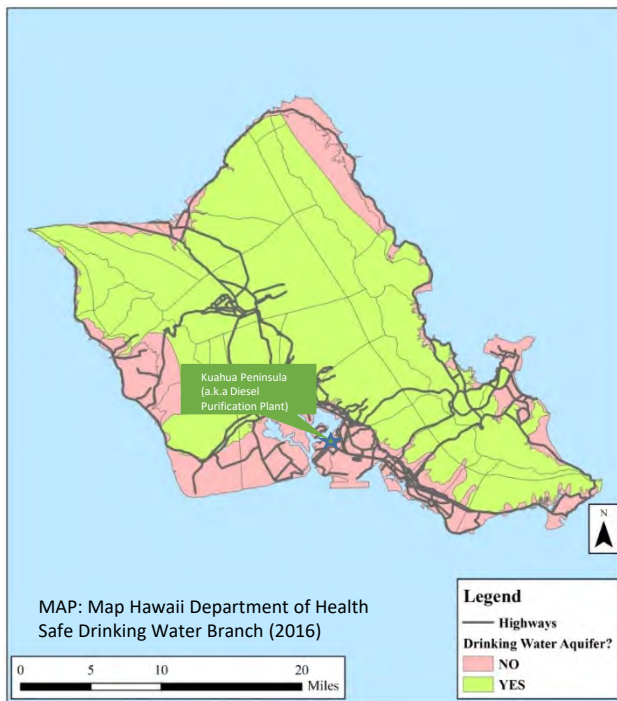 Kuahua Peninsula
(a.k.a Diesel
Purification Plant)
N
MAP: Map Hawaii Department of Health
Safe Drinking Water Branch (2016)
0 5 10 20
Miles
Legend
Highways
Drinking Water Aquifer?
NO
YES